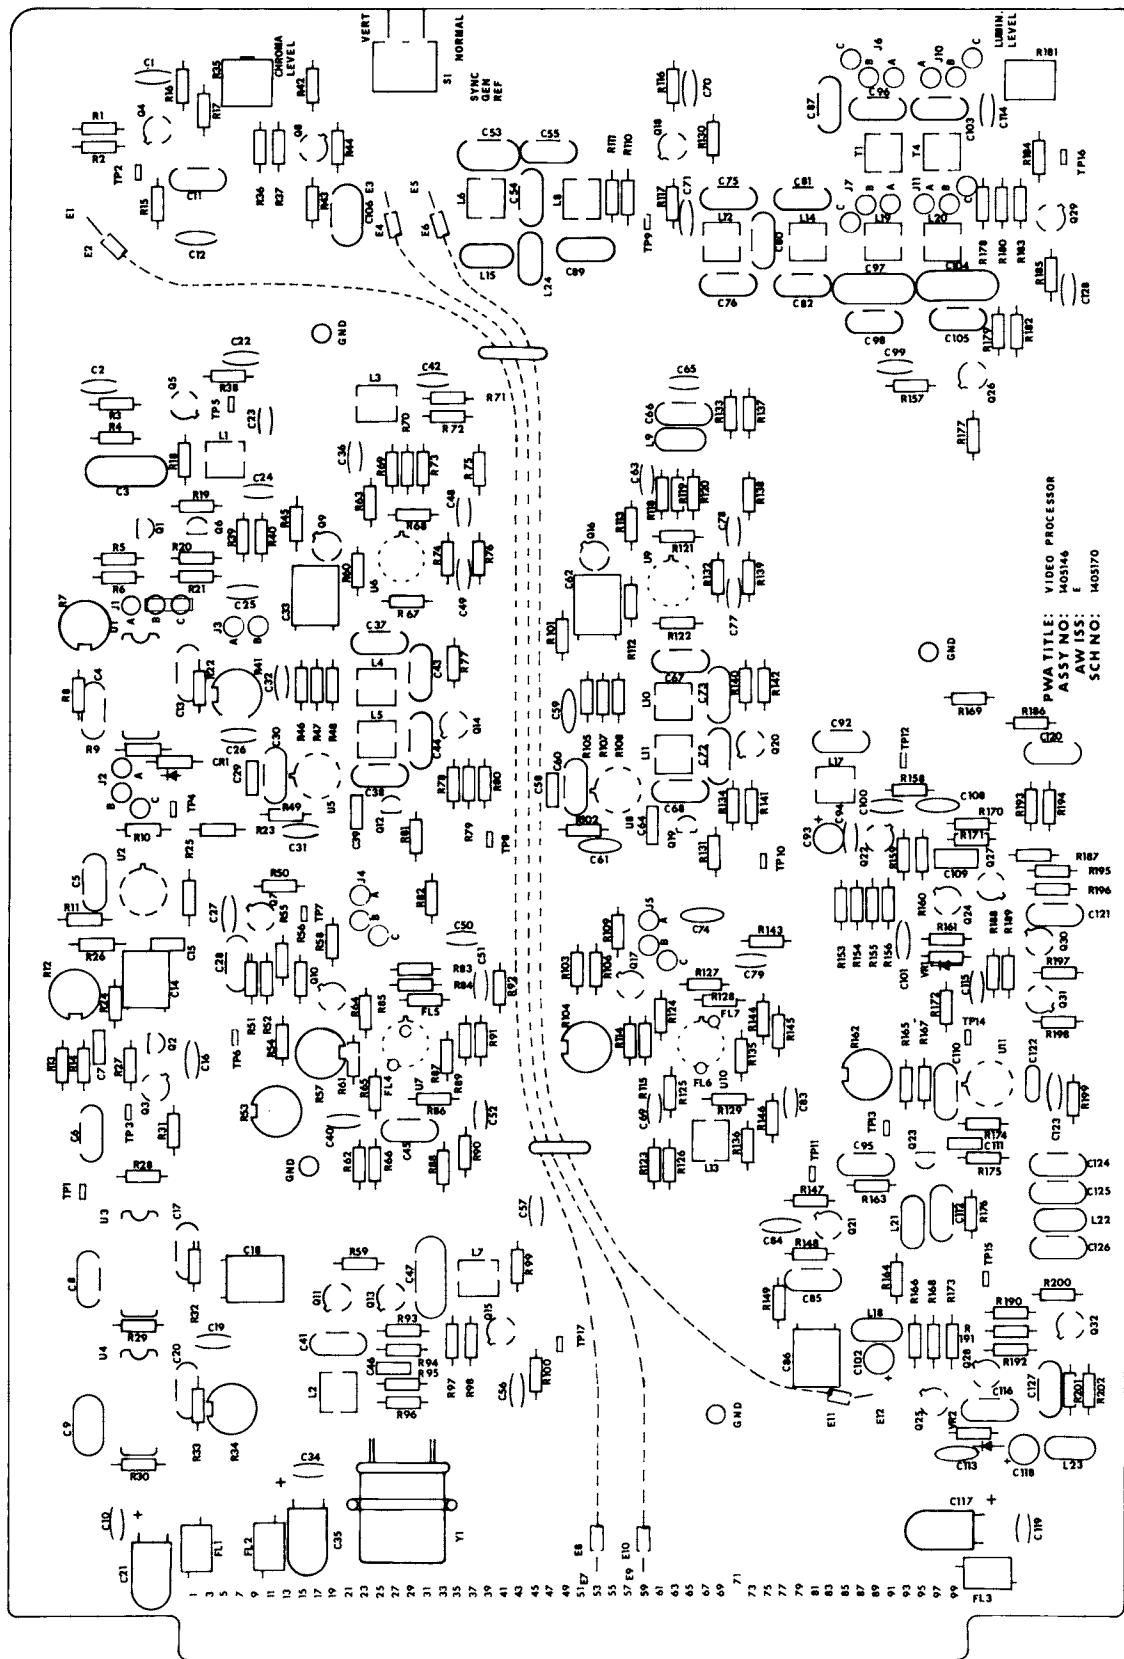 VERT
NORMAL
S1
SYNC
GEN
REF
CHROMA
LEVEL
LUMIN.
LEVEL
C1
R16
R35
R42
R17
R1
R2
Q4
TP2
R15
C11
C12
R36
R37
Q8
R44
R43
C106
E1
E2
E3
E4
E5
E6
C53
C55
L6
C54
L8
R111
R110
L15
L24
C89
R116
C70
Q18
R130
R117
C71
TP9
C75
L12
C80
C76
C81
L14
C82
C87
C96
J6
A
B
C
J10
A
B
C
C103
C114
R181
T1
T4
R184
TP16
J7
A
B
C
J11
A
B
C
L19
L20
R178
R180
R183
Q29
R185
C128
C97
C104
C98
C105
R179
R182
C99
R157
Q26
R177
GND
C2
R3
R4
C3
Q5
R18
TP5
R38
C22
C23
L1
C24
R19
Q1
Q6
R39
R40
R45
Q9
R5
R6
R20
R21
C25
R7
U1
J1
A
B
C
J3
A
B
C33
R60
U6
R67
R68
R63
C36
R69
R70
R73
L3
C42
R71
R72
R75
C48
R74
R76
C49
C65
C66
L9
R133
R137
C63
R118
R119
R120
R138
C78
R113
R121
Q16
U9
C62
R132
R139
C77
R101
R112
R122
PWA TITLE: VIDEO PROCESSOR
ASSY NO: 1405146
AW ISS: E
SCH NO: 1405170
GND
R8
C4
R9
C13
R22
R41
C32
C37
L4
C43
R77
R46
R47
R48
L5
C44
Q14
C26
C30
C29
U5
C38
R78
R80
R79
J2
A
B
C
CR1
TP4
R10
R23
R49
C31
C39
Q12
R81
TP8
R25
U2
C5
R11
C59
R105
R107
R108
C67
L10
C73
R140
R142
L11
C72
Q20
C60
C58
U8
C68
R134
R141
R102
C61
C64
Q19
R131
TP10
C92
L17
TP12
R158
C94
C100
C108
C93
Q22
R159
R170
R171
C109
Q27
R169
R186
C120
R193
R194
R187
R195
R196
C121
R26
R12
R24
C14
C15
C27
Q7
R50
R55
R56
TP7
R58
C28
Q10
R51
R52
R54
TP6
J4
A
B
C
R82
C50
R83
R84
FL5
C51
R92
R64
R85
R57
R61
R65
FL4
U7
R87
R89
R91
R86
C52
R53
C40
C45
R62
R66
R88
R90
R13
R14
C7
R27
Q2
Q3
C16
TP3
R31
C6
R28
TP1
U3
GND
J5
A
B
C
C74
R109
R103
R106
Q17
R104
R114
R124
R127
R128
FL7
C79
R143
R144
R145
R135
FL6
U10
R115
C69
R125
R129
R146
C83
R136
L13
R123
R126
R153
R154
R155
R156
C101
R160
Q24
R161
VR1
C115
R172
TP14
R188
R189
Q30
R197
Q31
R198
R162
R165
R167
C110
U11
C122
C123
R199
R174
C111
R175
TP13
Q23
TP11
C95
R163
C124
C125
L22
C126
R147
Q21
C84
R148
C85
R149
L21
C112
R176
TP15
R164
R166
R168
R173
R200
R190
R191
R192
Q32
L18
C102
Q28
C86
E11
E12
Q25
VR2
C116
C127
R201
R202
C113
C118
L23
GND
C8
C17
R32
C18
C19
R29
U4
C20
C9
R33
R34
R30
R59
Q11
Q13
C47
L7
R99
C57
R93
C41
C46
R94
R95
R96
L2
R97
R98
Q15
R100
TP17
C56
C10
C21
FL1
FL2
C34
C35
Y1
E7
E8
E9
E10
C117
C119
FL3
1
3
5
7
9
11
13
15
17
19
21
23
25
27
29
31
33
35
37
39
41
43
45
47
49
51
53
55
57
59
61
63
65
67
69
71
73
75
77
79
81
83
85
87
89
91
93
95
97
99